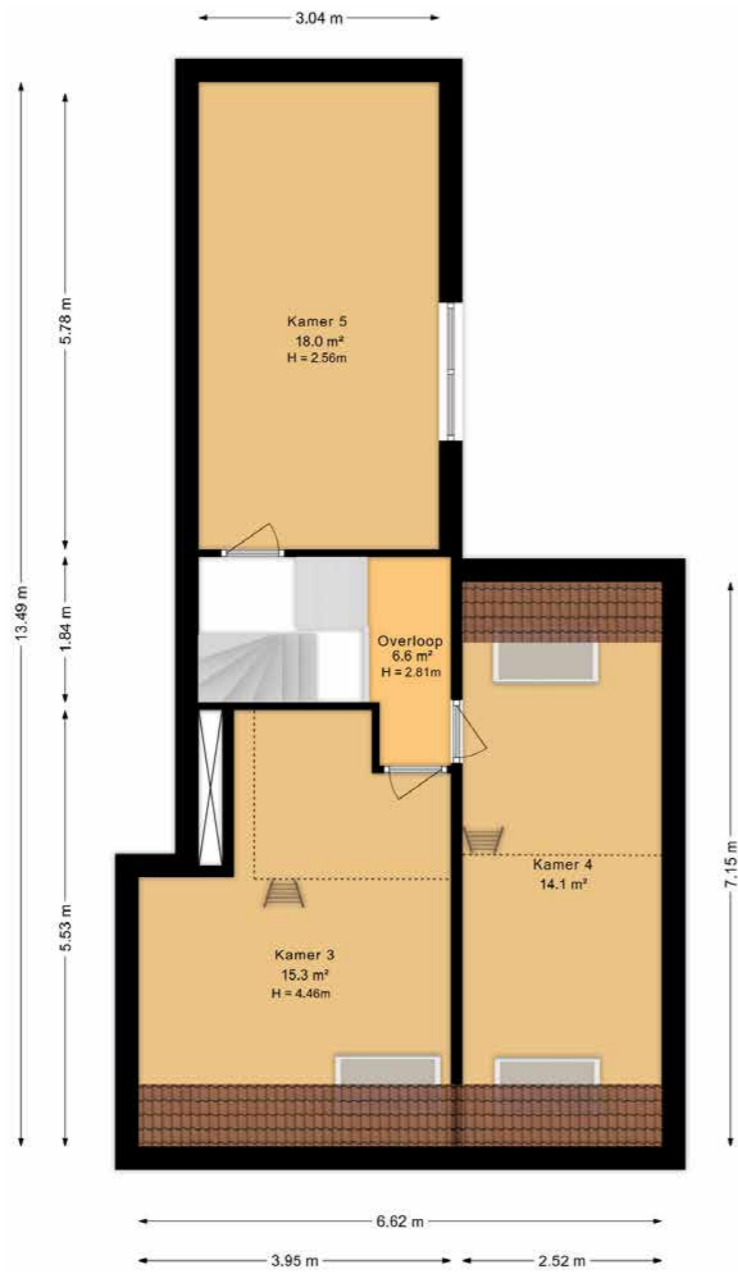 3.04 m
13.49 m
5.78 m
Kamer 5
18.0 m²
H = 2.56m
1.84 m
Overloop
6.6 m²
H = 2.81m
5.53 m
Kamer 3
15.3 m²
H = 4.46m
Kamer 4
14.1 m²
7.15 m
6.62 m
3.95 m
2.52 m